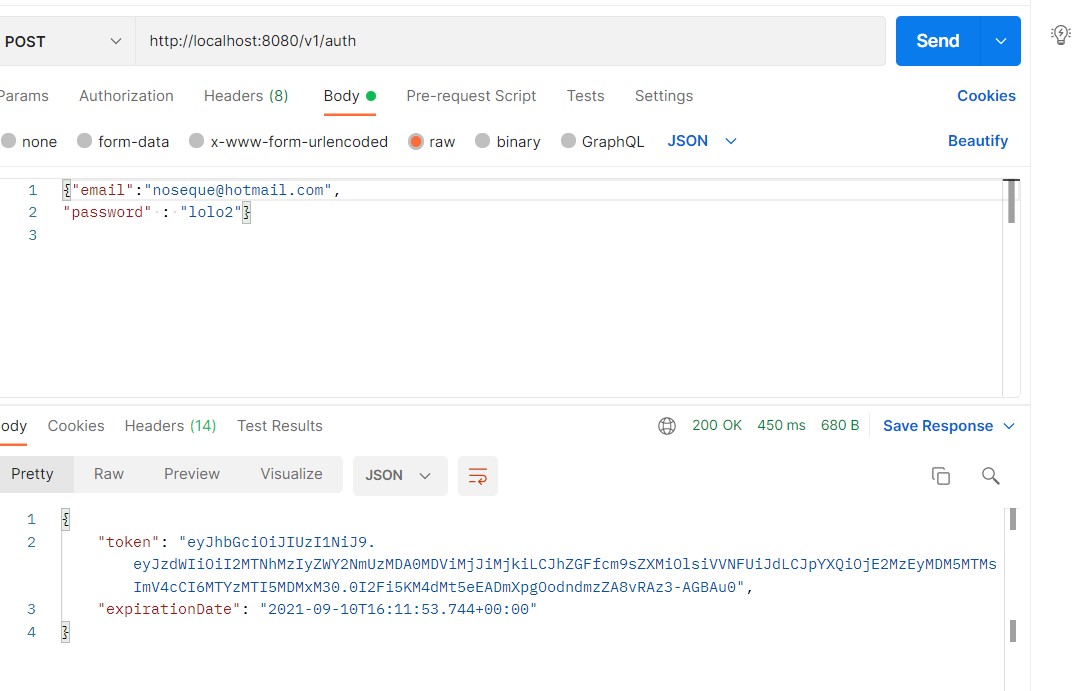 POST http://localhost:8080/v1/auth Send
Params Authorization Headers (8) Body Pre-request Script Tests Settings Cookies
none form-data x-www-form-urlencoded raw binary GraphQL JSON Beautify
1 {"email":"noseque@hotmail.com",
2 "password" : "lolo2"}
3
ody Cookies Headers (14) Test Results 200 OK 450 ms 680 B Save Response
Pretty Raw Preview Visualize JSON
1 {
2 "token": "eyJhbGciOiJIUzI1NiJ9.
eyJzdWIiOiI2MTNhMzIyZWY2NmUzMDA0MDViMjJiMjkiLCJhZGFfcm9sZXMiOlsiVVNFUiJdLCJpYXQiOjE2MzEyMDM5MTMs
ImV4cCI6MTYzMTI5MDMxM30.0I2Fi5KM4dMt5eEADmXpgOodndmzZA8vRAz3-AGBAu0",
3 "expirationDate": "2021-09-10T16:11:53.744+00:00"
4 }